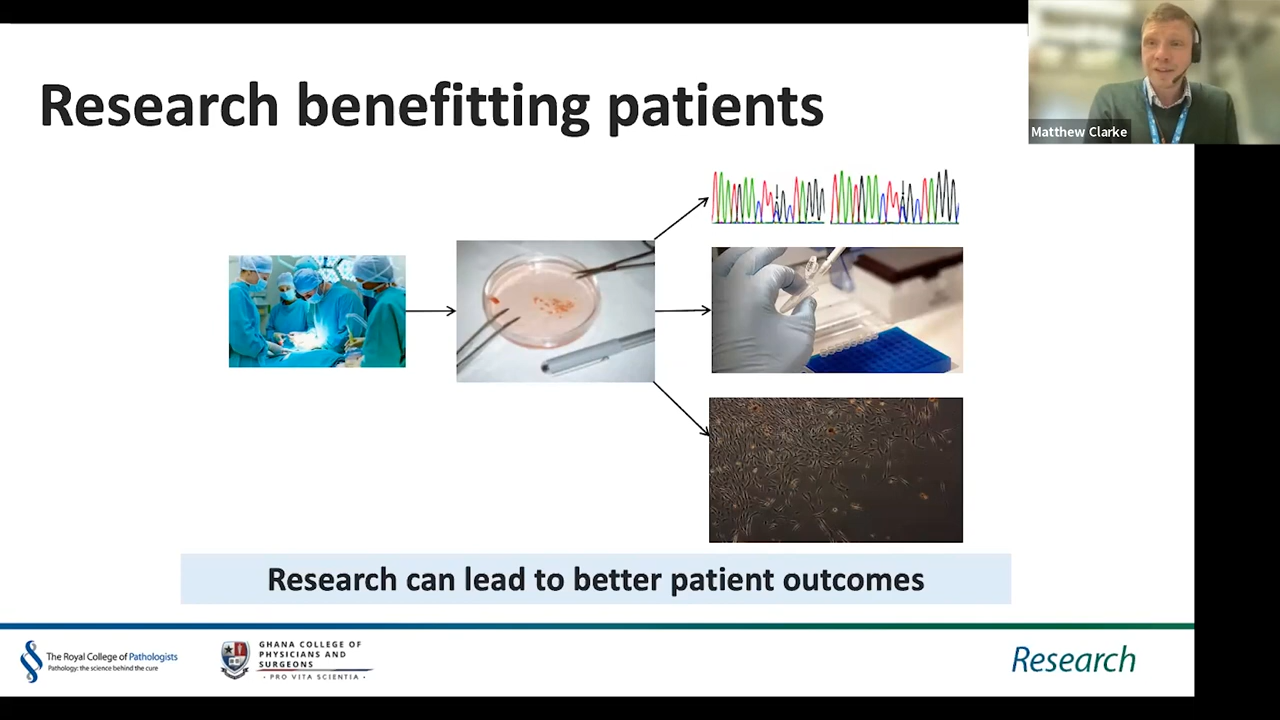 Research benefitting patients
Matthew Clarke
Research can lead to better patient outcomes
The Royal College of Pathologists
Pathology: the science behind the cure
GHANA COLLEGE OF
PHYSICIANS AND
SURGEONS
· PRO VITA SCIENTIA ·
Research